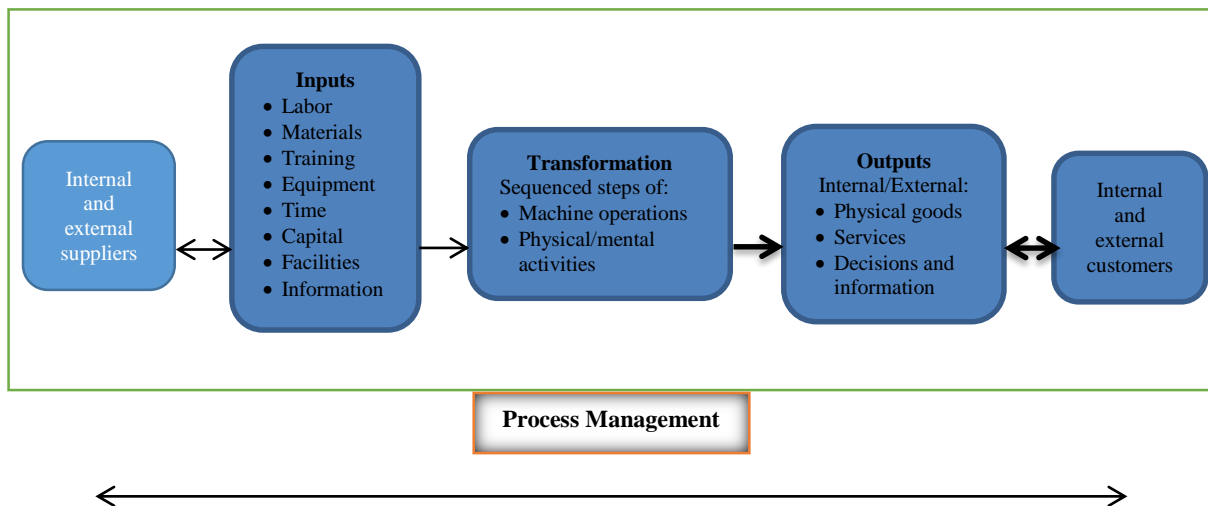 Internal
and
external
suppliers
Inputs
• Labor
• Materials
• Training
• Equipment
• Time
• Capital
• Facilities
• Information
Transformation
Sequenced steps of:
• Machine operations
• Physical/mental
activities
Outputs
Internal/External:
• Physical goods
• Services
• Decisions and
information
Internal
and
external
customers
Process Management